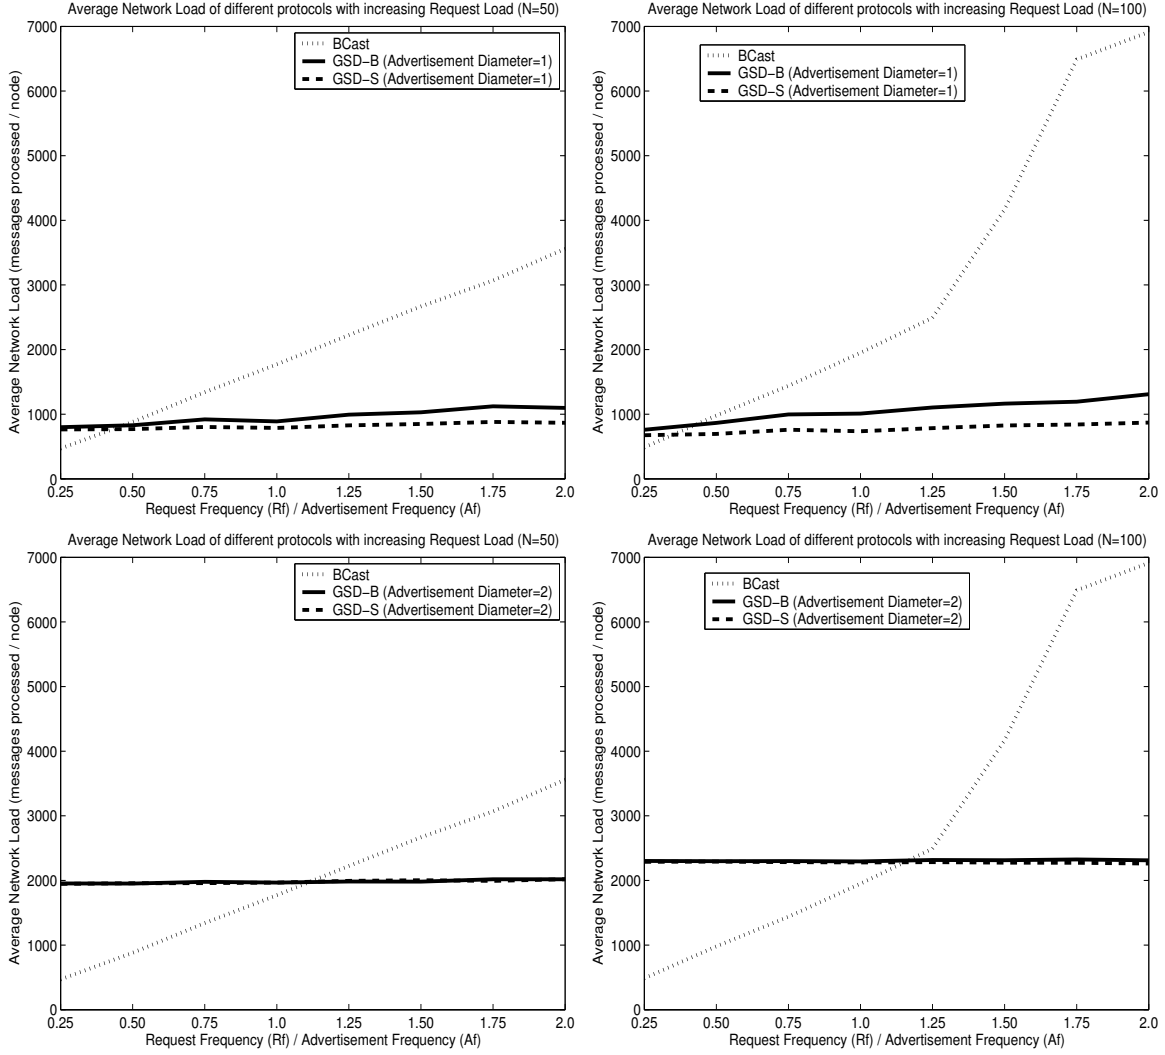 Average Network Load of different protocols with increasing Request Load (N=50)
BCast
GSD-B (Advertisement Diameter=1)
GSD-S (Advertisement Diameter=1)
Average Network Load (messages processed / node)
7000
6000
5000
4000
3000
2000
1000
0
0.25 0.50 0.75 1.0 1.25 1.50 1.75 2.0
Request Frequency (Rf) / Advertisement Frequency (Af)
Average Network Load of different protocols with increasing Request Load (N=100)
BCast
GSD-B (Advertisement Diameter=1)
GSD-S (Advertisement Diameter=1)
Average Network Load (messages processed / node)
7000
6000
5000
4000
3000
2000
1000
0
0.25 0.50 0.75 1.0 1.25 1.50 1.75 2.0
Request Frequency (Rf) / Advertisement Frequency (Af)
Average Network Load of different protocols with increasing Request Load (N=50)
BCast
GSD-B (Advertisement Diameter=2)
GSD-S (Advertisement Diameter=2)
Average Network Load (messages processed / node)
7000
6000
5000
4000
3000
2000
1000
0
0.25 0.50 0.75 1.0 1.25 1.50 1.75 2.0
Request Frequency (Rf) / Advertisement Frequency (Af)
Average Network Load of different protocols with increasing Request Load (N=100)
BCast
GSD-B (Advertisement Diameter=2)
GSD-S (Advertisement Diameter=2)
Average Network Load (messages processed / node)
7000
6000
5000
4000
3000
2000
1000
0
0.25 0.50 0.75 1.0 1.25 1.50 1.75 2.0
Request Frequency (Rf) / Advertisement Frequency (Af)